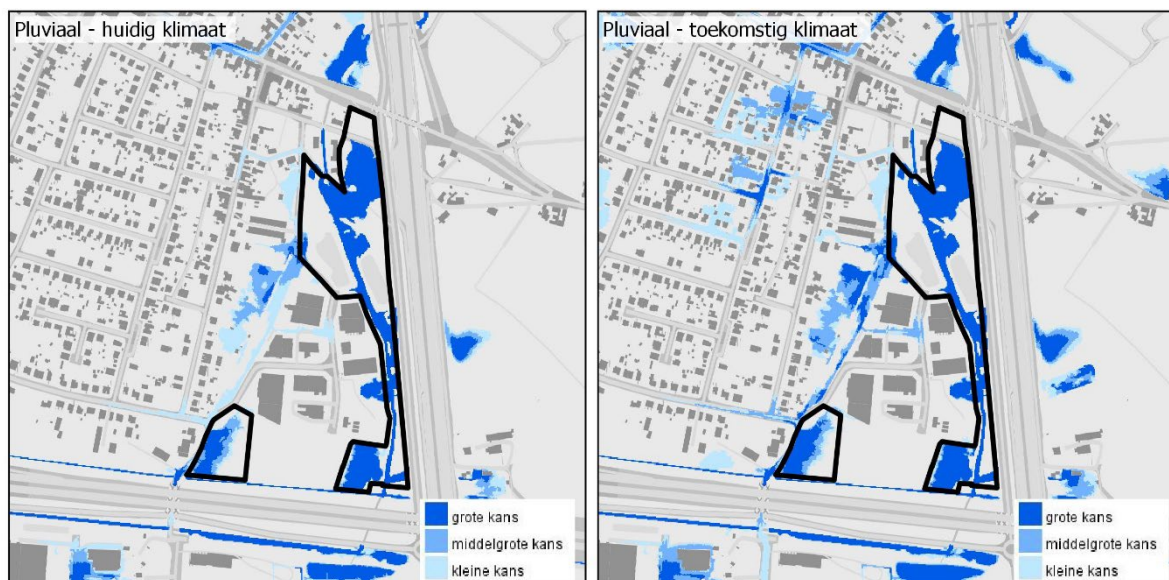 Pluviaal - huidig klimaat
grote kans
middelgrote kans
kleine kans
Pluviaal - toekomstig klimaat
grote kans
middelgrote kans
kleine kans